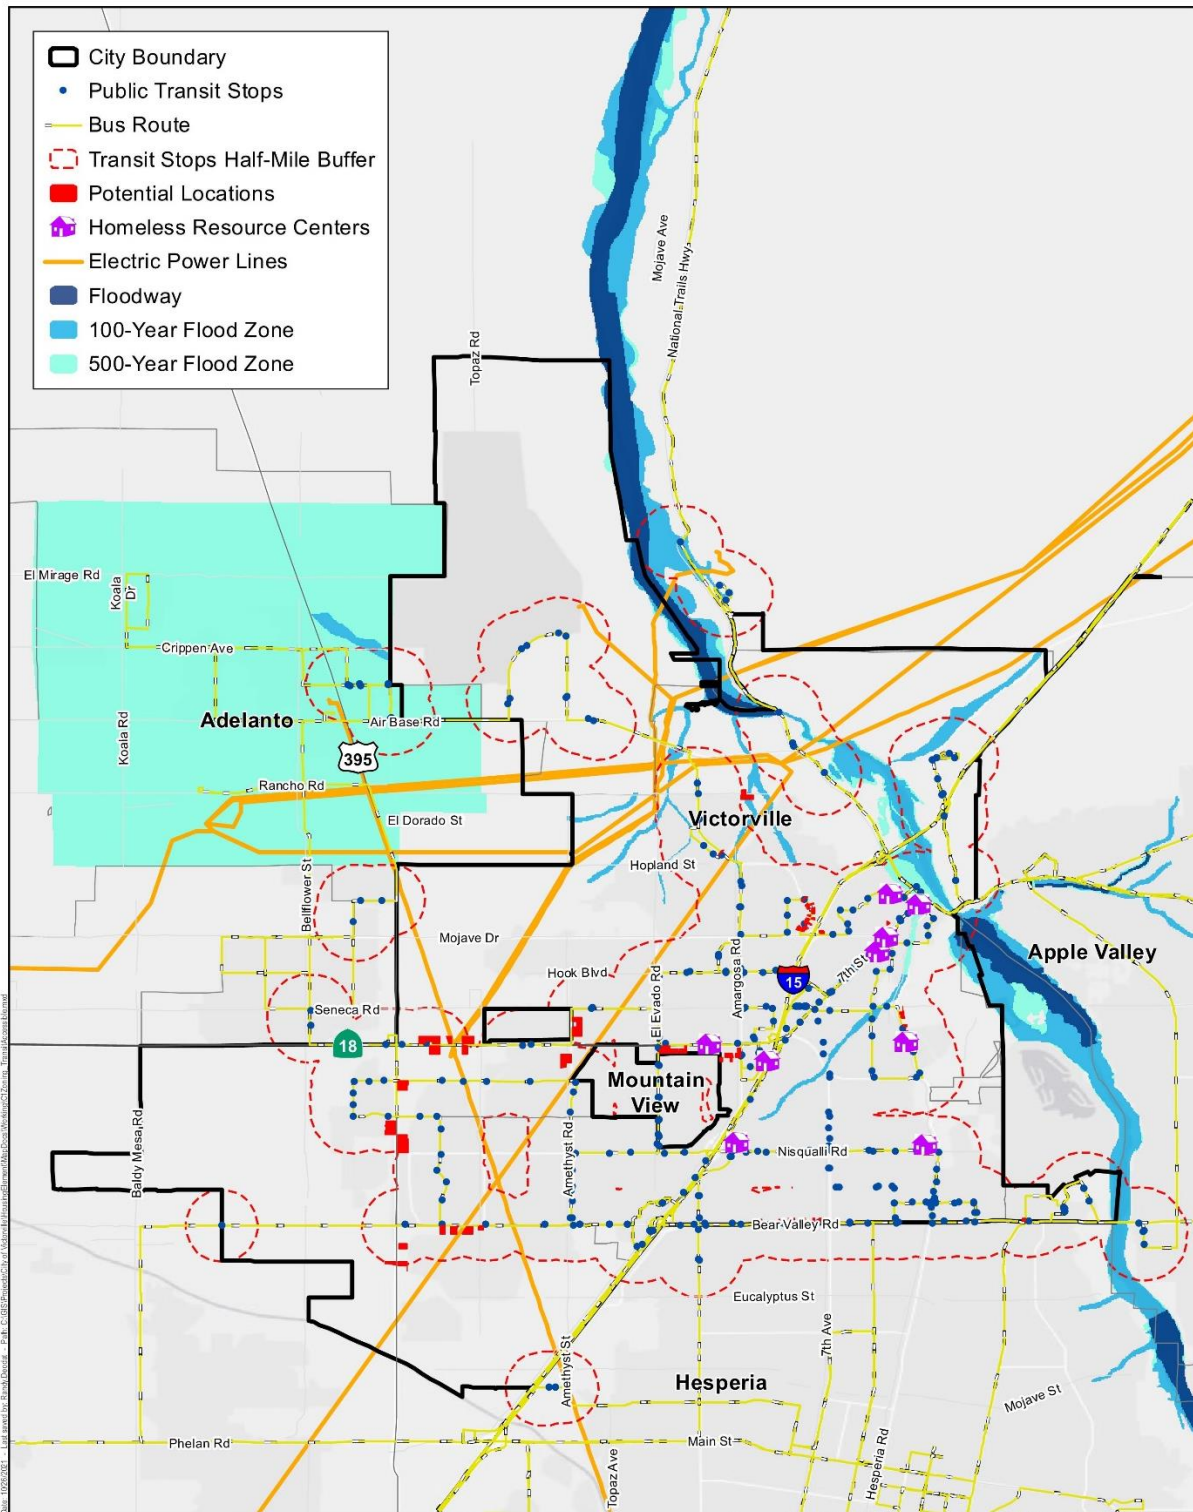 City Boundary
Public Transit Stops
Bus Route
Transit Stops Half-Mile Buffer
Potential Locations
Homeless Resource Centers
Electric Power Lines
Floodway
100-Year Flood Zone
500-Year Flood Zone
Mojave Ave
National Trails Hwy
Topaz Rd
El Mirage Rd
Koala
Dr
Crippen Ave
Koala Rd
Adelanto
Air Base Rd
395
Rancho Rd
El Dorado St
Victorville
Hopland St
Bellflower St
Mojave Dr
Hook Blvd
El Evado Rd
Amargosa Rd
15
7th St
Apple Valley
Seneca Rd
18
Mountain
View
Baldy Mesa Rd
Amethyst Rd
Nisqualli Rd
Bear Valley Rd
Eucalyptus St
7th Ave
Amethyst St
Hesperia
Mojave St
Phelan Rd
Main St
Topaz Ave
Hesperia Rd